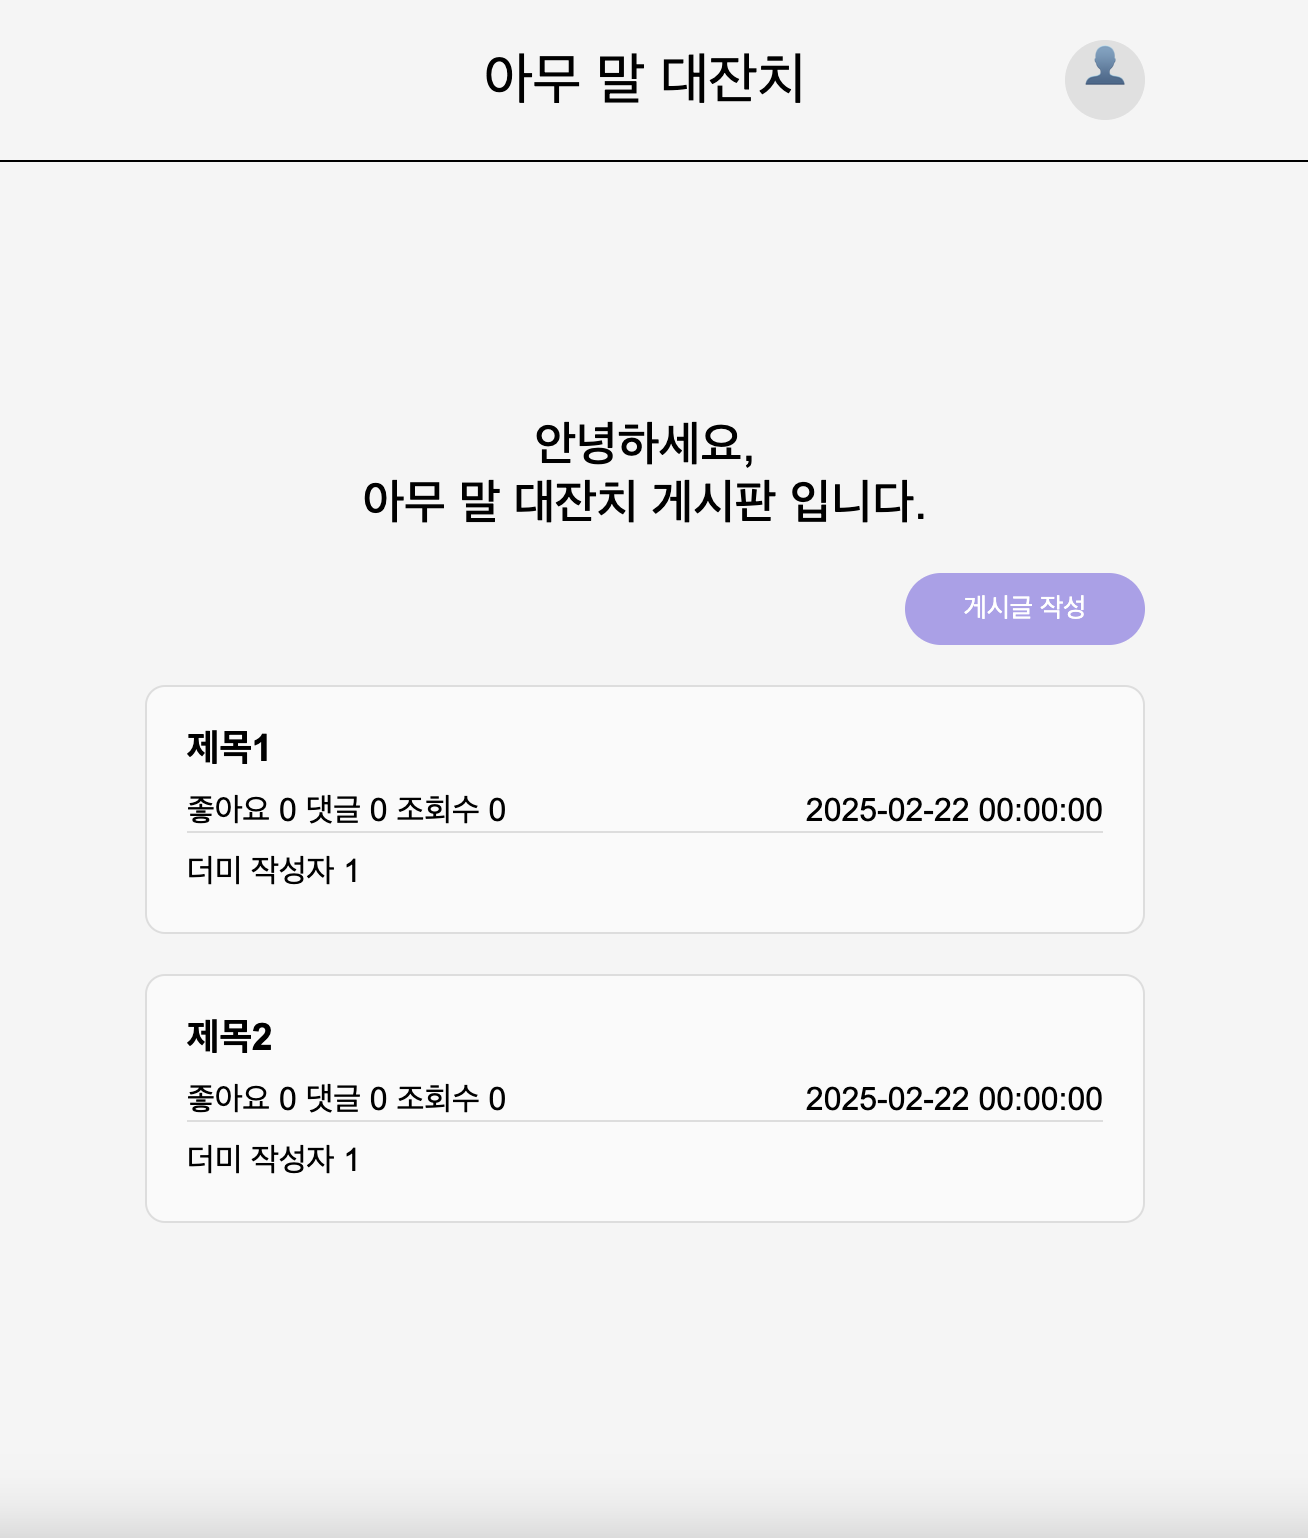 아무 말 대잔치
안녕하세요,
아무 말 대잔치 게시판 입니다.
게시글 작성
제목1
좋아요 0 댓글 0 조회수 0 2025-02-22 00:00:00
더미 작성자 1
제목2
좋아요 0 댓글 0 조회수 0 2025-02-22 00:00:00
더미 작성자 1